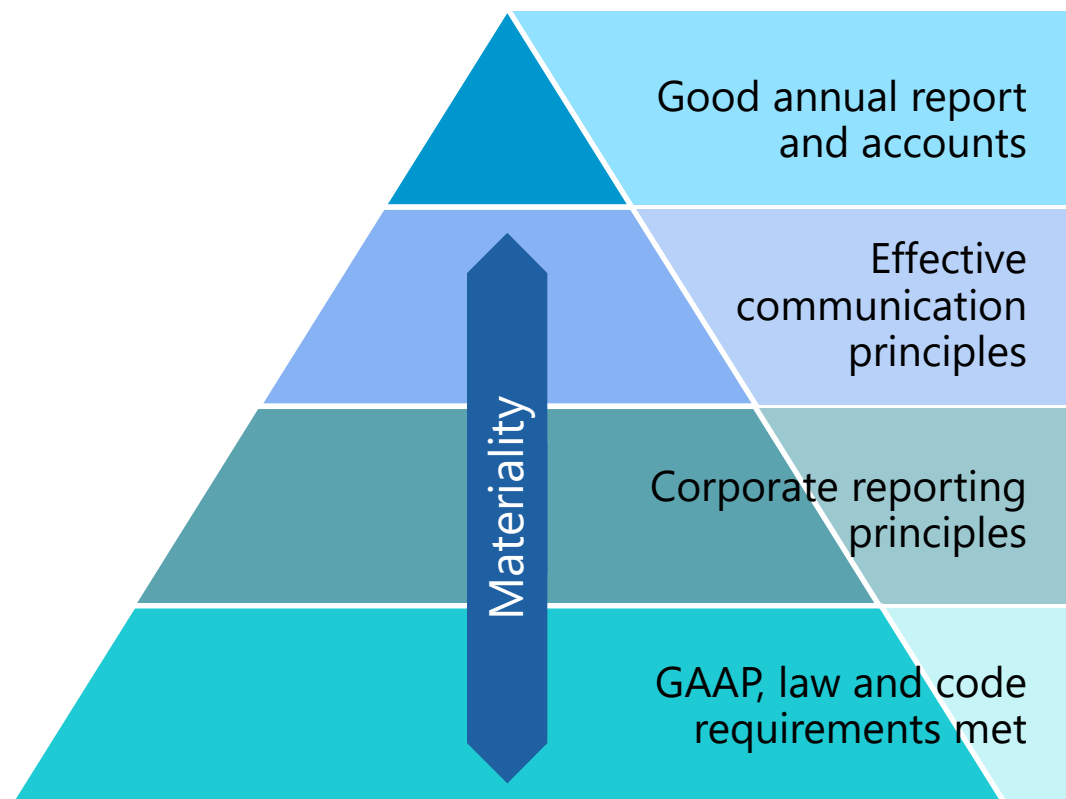 Good annual report
and accounts
Effective
communication
principles
Materiality
Corporate reporting
principles
GAAP, law and code
requirements met